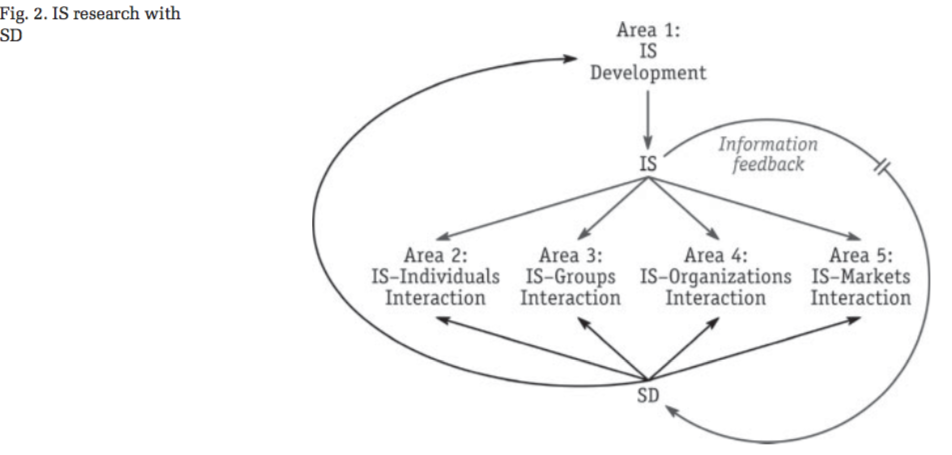 Fig. 2. IS research with
SD
Area 1:
IS
Development
Information
feedback
IS
Area 2:
IS–Individuals
Interaction
Area 3:
IS–Groups
Interaction
Area 4:
IS–Organizations
Interaction
Area 5:
IS–Markets
Interaction
SD